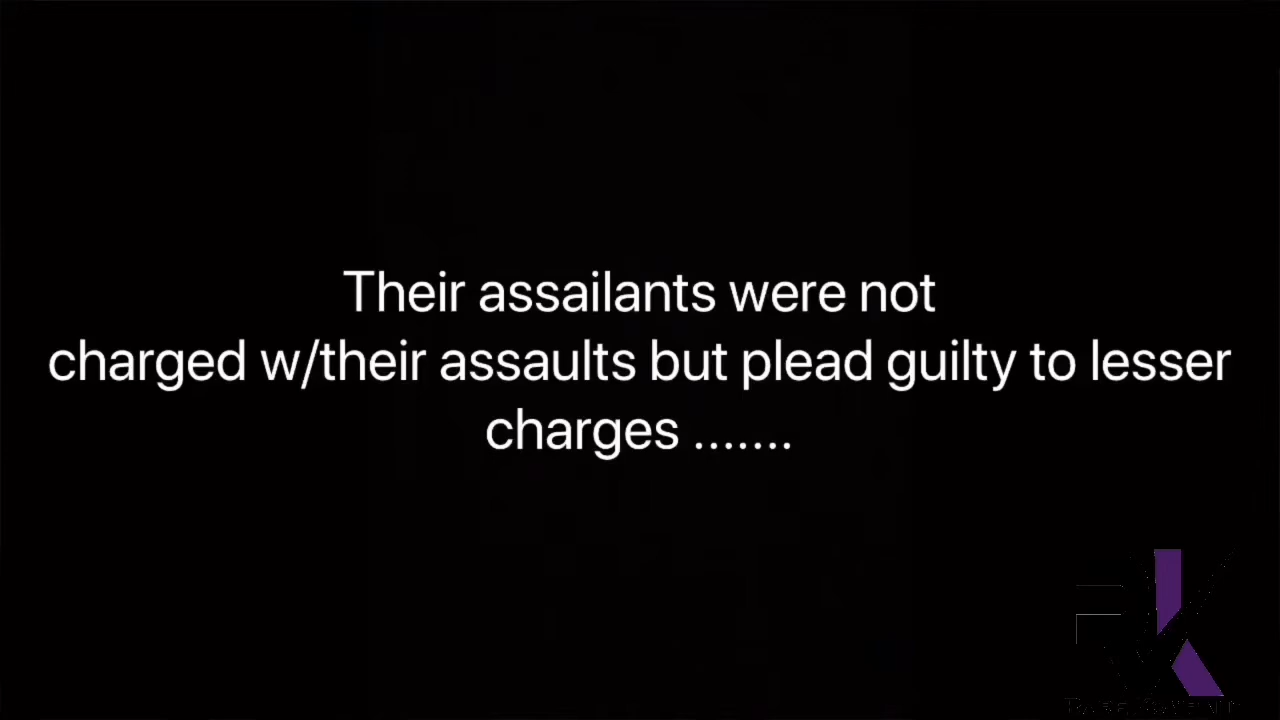 Their assailants were not
charged w/their assaults but plead guilty to lesser
charges .......